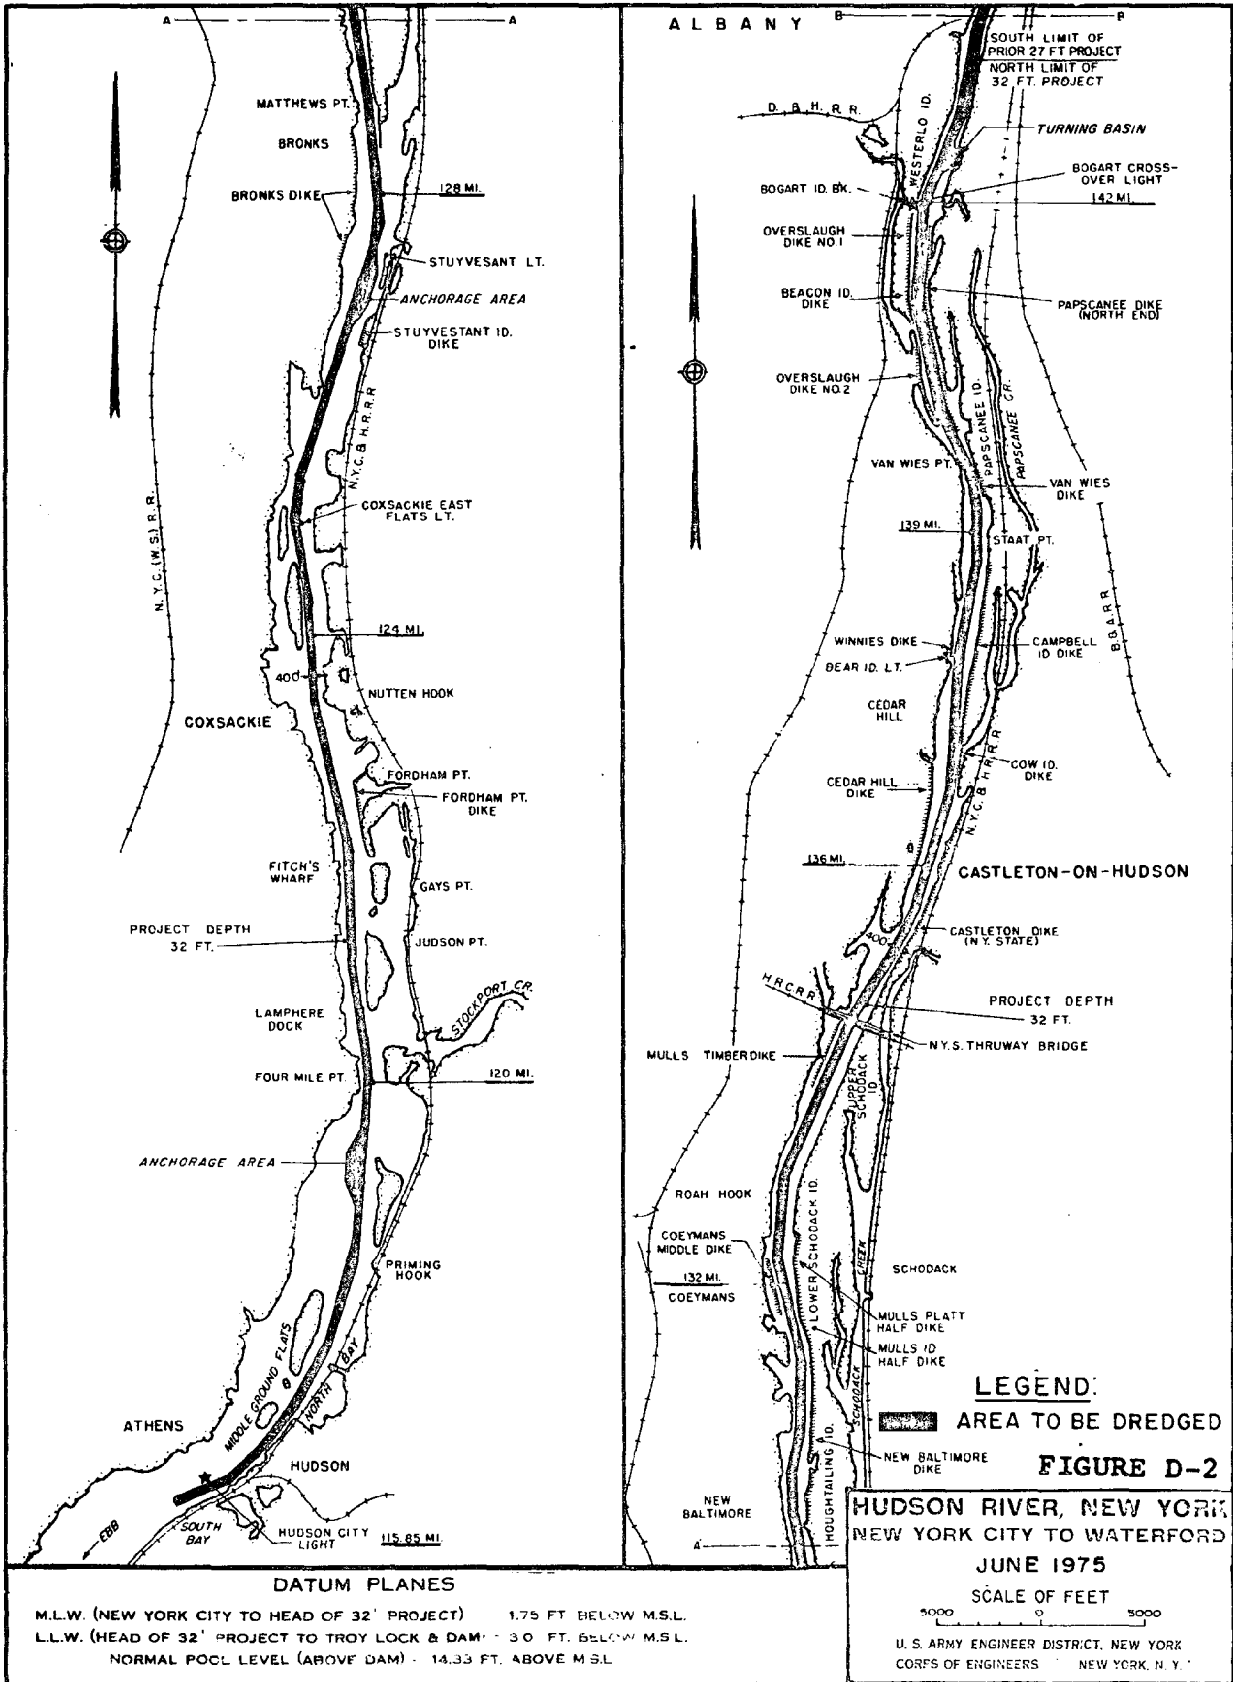 A A
MATTHEWS PT.
BRONKS
BRONKS DIKE
128 MI.
STUYVESANT LT.
ANCHORAGE AREA
STUYVESTANT ID.
DIKE
N.Y.C. & H.R.R.R
N.Y.C.(W.S.) R.R.
COXSACKIE EAST
FLATS LT.
124 MI.
400'
NUTTEN HOOK
COXSACKIE
FORDHAM PT.
FORDHAM PT.
DIKE
FITCH'S
WHARF
GAYS PT.
PROJECT DEPTH
32 FT.
JUDSON PT.
STOCKPORT CR.
LAMPHERE
DOCK
FOUR MILE PT.
120 MI.
ANCHORAGE AREA
PRIMING
HOOK
MIDDLE GROUND FLATS
NORTH BAY
ATHENS
HUDSON
EBB
SOUTH
BAY
HUDSON CITY
LIGHT
115.85 MI.
ALBANY
B B
SOUTH LIMIT OF
PRIOR 27 FT PROJECT
NORTH LIMIT OF
32 FT. PROJECT
D. & H. R. R.
WESTERLO ID.
TURNING BASIN
BOGART ID. BK.
BOGART CROSS-
OVER LIGHT
142 MI.
OVERSLAUGH
DIKE NO.1
BEACON ID.
DIKE
PAPSCANEE DIKE
(NORTH END)
OVERSLAUGH
DIKE NO.2
PAPSCANEE ID.
PAPSCANEE CR.
VAN WIES PT.
VAN WIES
DIKE
139 MI.
STAAT PT.
B.& A.R.R
WINNIES DIKE
BEAR ID. LT.
CAMPBELL
ID DIKE
CEDAR
HILL
COW ID.
DIKE
CEDAR HILL
DIKE
N.Y.C.& H.R.R.R
136 MI.
CASTLETON-ON-HUDSON
400'
CASTLETON DIKE
(N.Y. STATE)
H.R.C.R.R
PROJECT DEPTH
32 FT.
N.Y.S. THRUWAY BRIDGE
MULLS TIMBERDIKE
UPPER
SCHODACK
ID
ROAH HOOK
LOWER SCHODACK ID.
COEYMANS
MIDDLE DIKE
132 MI.
COEYMANS
SCHODACK
SCHODACK CREEK
MULLS PLATT
HALF DIKE
MULLS ID
HALF DIKE
HOUGHTAILING ID.
NEW BALTIMORE
DIKE
NEW
BALTIMORE
A'
LEGEND:
AREA TO BE DREDGED
FIGURE D-2
HUDSON RIVER, NEW YORK
NEW YORK CITY TO WATERFORD
JUNE 1975
SCALE OF FEET
5000 0 5000
U. S. ARMY ENGINEER DISTRICT, NEW YORK
CORPS OF ENGINEERS NEW YORK, N. Y.
DATUM PLANES
M.L.W. (NEW YORK CITY TO HEAD OF 32' PROJECT) 1.75 FT BELOW M.S.L.
L.L.W. (HEAD OF 32' PROJECT TO TROY LOCK & DAM) - 3.0 FT. BELOW M.S.L.
NORMAL POOL LEVEL (ABOVE DAM) - 14.33 FT. ABOVE M.S.L